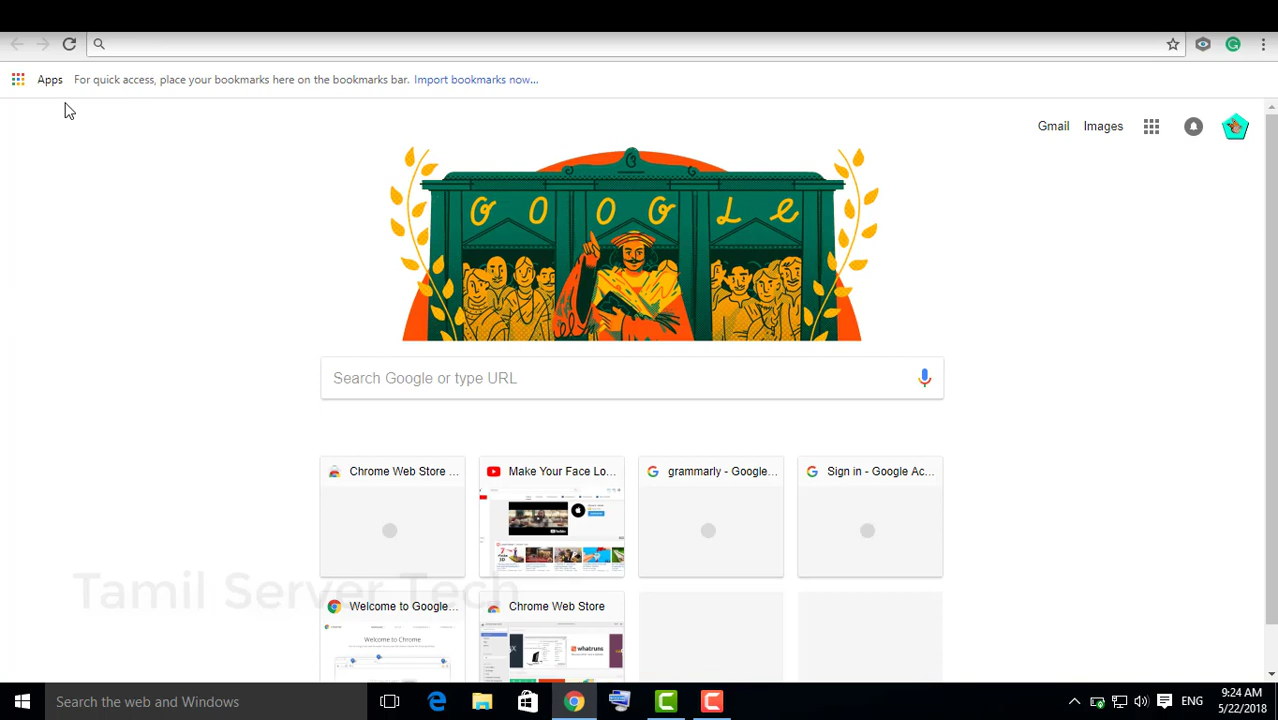 Apps For quick access, place your bookmarks here on the bookmarks bar. Import bookmarks now...
Gmail Images
GOOGLE
Search Google or type URL
Chrome Web Store ...
Make Your Face Lo...
grammarly - Google...
Sign in - Google Ac...
Tamil Server Tech
Welcome to Google...
Chrome Web Store
Welcome to Chrome
whatruns
Search the web and Windows
ENG
9:24 AM
5/22/2018